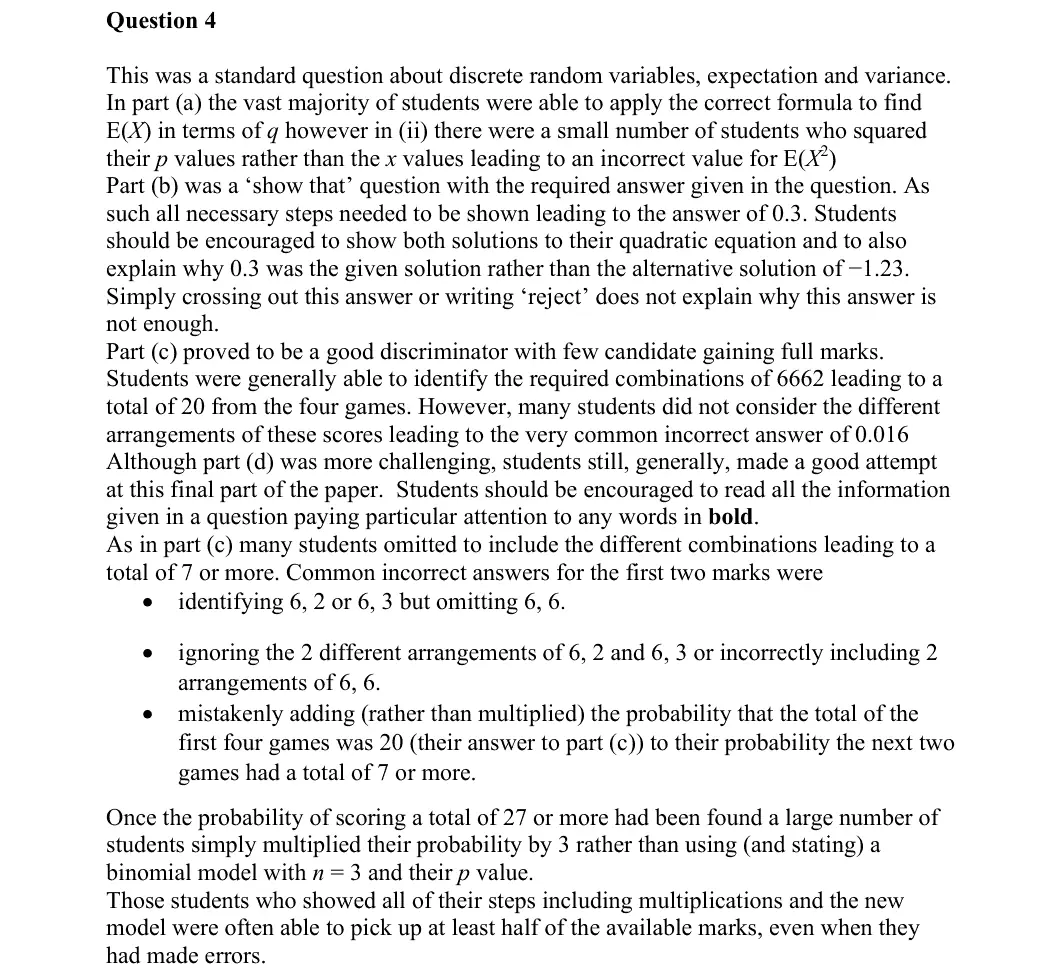 Question 4
This was a standard question about discrete random variables, expectation and variance.
In part (a) the vast majority of students were able to apply the correct formula to find
E(X) in terms of q however in (ii) there were a small number of students who squared
their p values rather than the x values leading to an incorrect value for E(X²)
Part (b) was a ‘show that’ question with the required answer given in the question. As
such all necessary steps needed to be shown leading to the answer of 0.3. Students
should be encouraged to show both solutions to their quadratic equation and to also
explain why 0.3 was the given solution rather than the alternative solution of −1.23.
Simply crossing out this answer or writing ‘reject’ does not explain why this answer is
not enough.
Part (c) proved to be a good discriminator with few candidate gaining full marks.
Students were generally able to identify the required combinations of 6662 leading to a
total of 20 from the four games. However, many students did not consider the different
arrangements of these scores leading to the very common incorrect answer of 0.016
Although part (d) was more challenging, students still, generally, made a good attempt
at this final part of the paper. Students should be encouraged to read all the information
given in a question paying particular attention to any words in bold.
As in part (c) many students omitted to include the different combinations leading to a
total of 7 or more. Common incorrect answers for the first two marks were
• identifying 6, 2 or 6, 3 but omitting 6, 6.
• ignoring the 2 different arrangements of 6, 2 and 6, 3 or incorrectly including 2
arrangements of 6, 6.
• mistakenly adding (rather than multiplied) the probability that the total of the
first four games was 20 (their answer to part (c)) to their probability the next two
games had a total of 7 or more.
Once the probability of scoring a total of 27 or more had been found a large number of
students simply multiplied their probability by 3 rather than using (and stating) a
binomial model with n = 3 and their p value.
Those students who showed all of their steps including multiplications and the new
model were often able to pick up at least half of the available marks, even when they
had made errors.